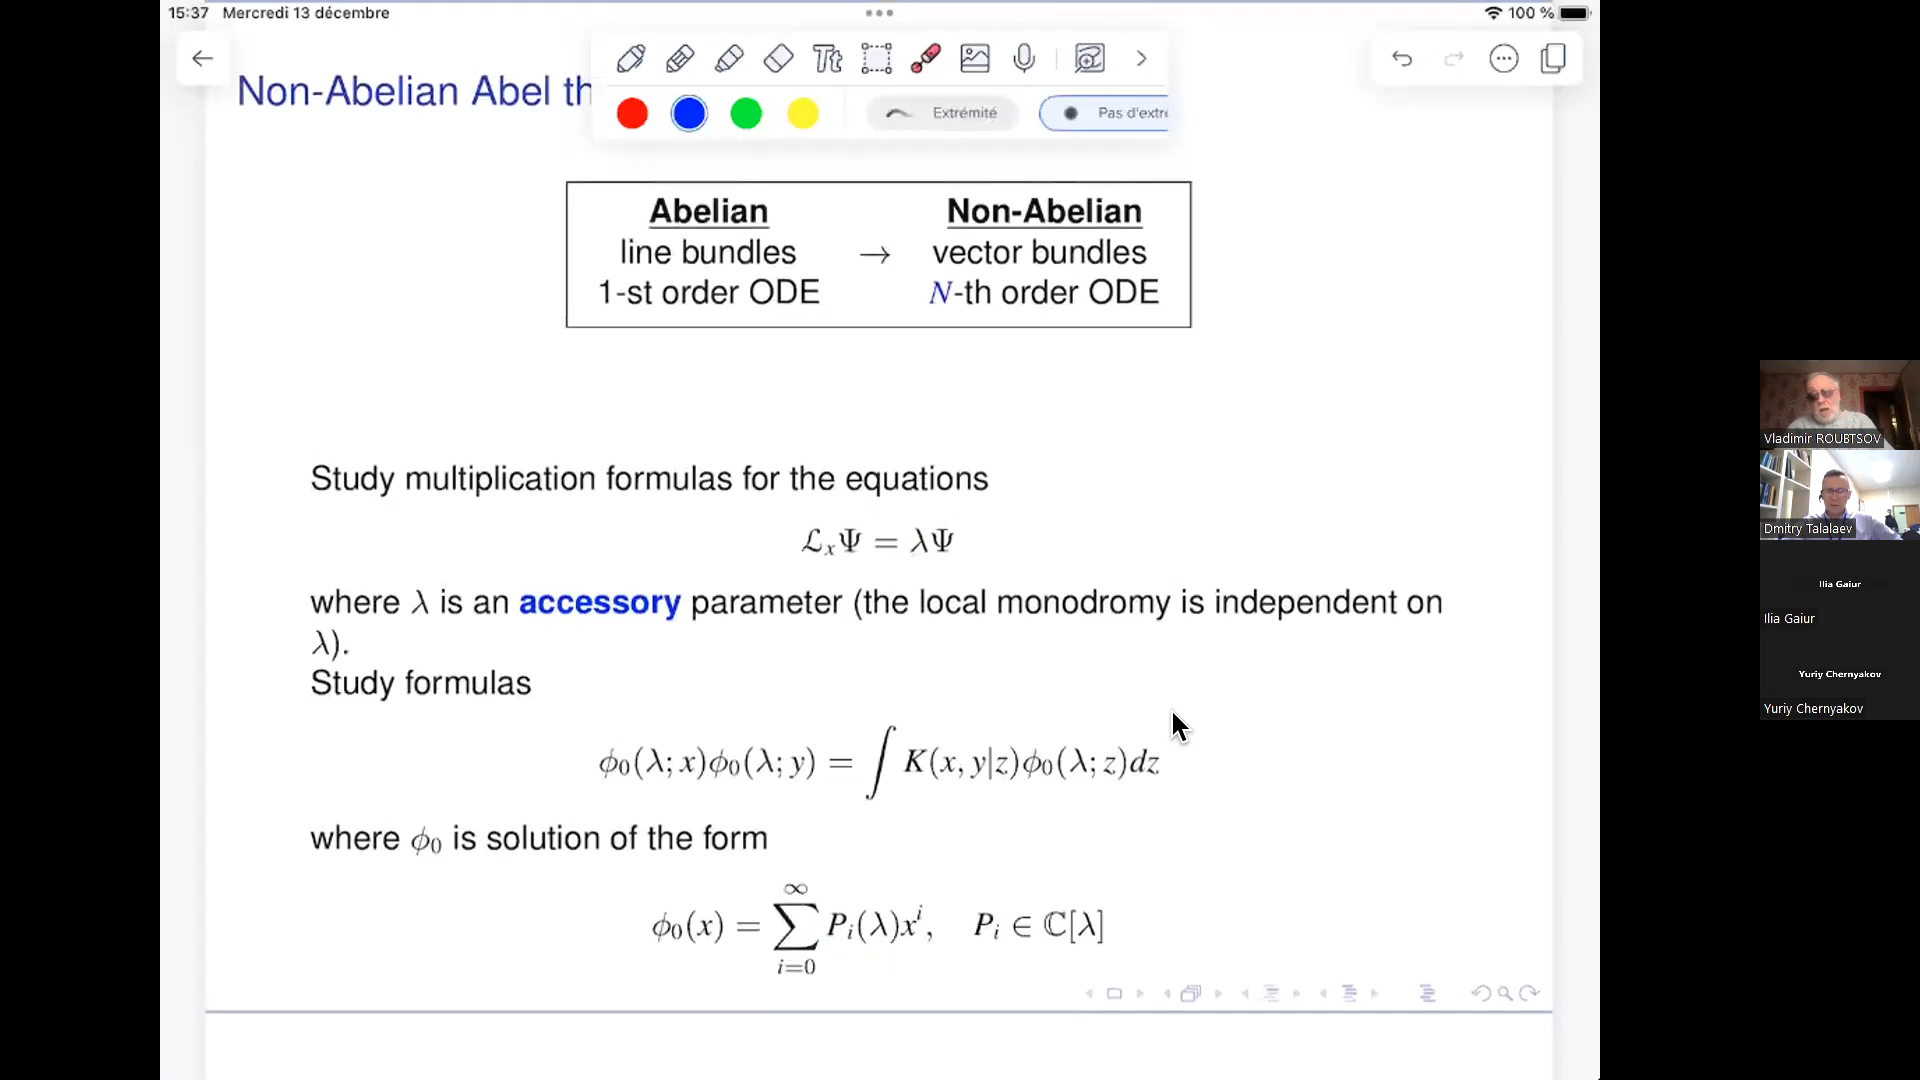 15:37 Mercredi 13 décembre
100 %
Non-Abelian Abel th
Tt
Extrémité
Pas d'extr
Abelian
Non-Abelian
line bundles → vector bundles
1-st order ODE
N-th order ODE
Study multiplication formulas for the equations
ℒ_xΨ = λΨ
where λ is an accessory parameter (the local monodromy is independent on
λ).
Study formulas
ϕ₀(λ; x)ϕ₀(λ; y) = ∫ K(x, y|z)ϕ₀(λ; z)dz
where ϕ₀ is solution of the form
ϕ₀(x) = ∑_{i=0}^{∞} P_i(λ)x^i, P_i ∈ ℂ[λ]
Vladimir ROUBTSOV
Dmitry Talalaev
Ilia Gaiur
Ilia Gaiur
Yuriy Chernyakov
Yuriy Chernyakov